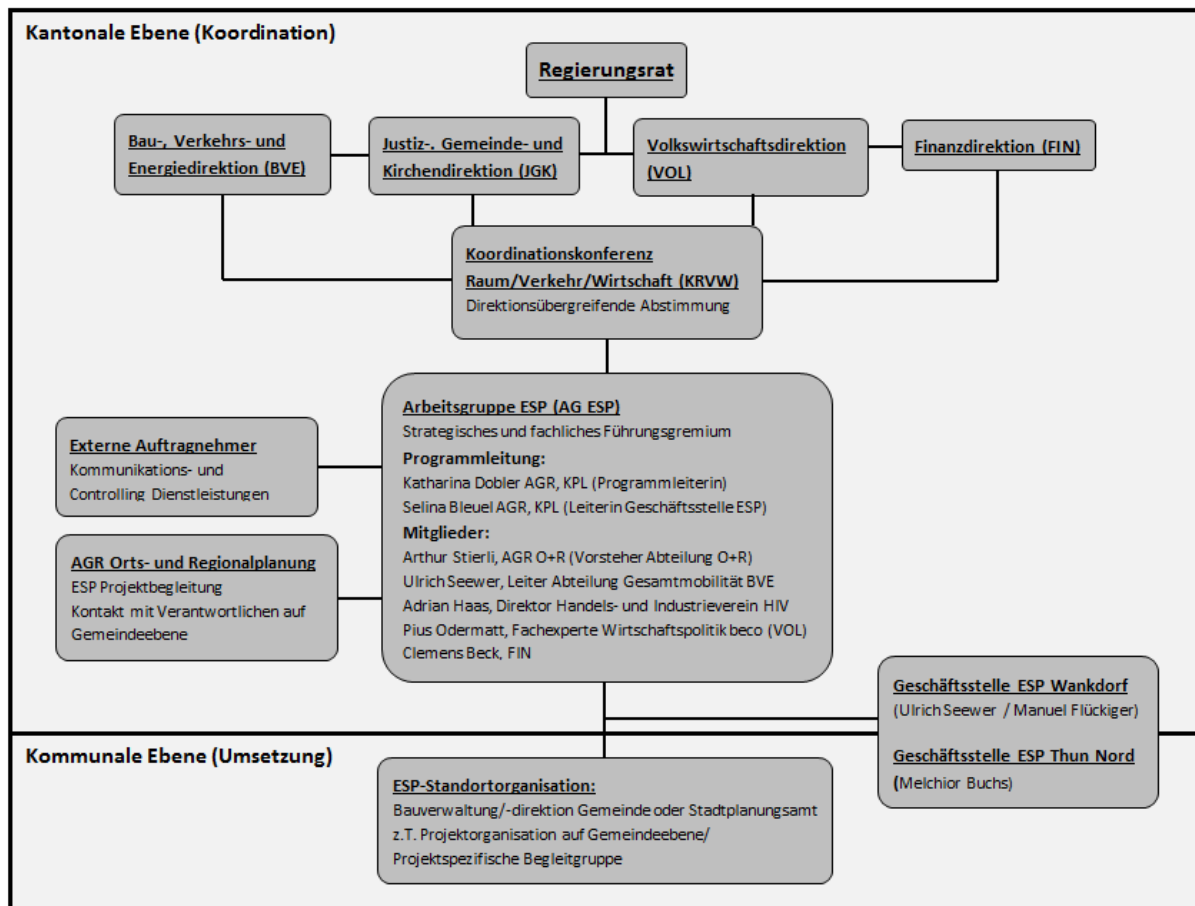 Kantonale Ebene (Koordination)
Regierungsrat
Bau-, Verkehrs- und
Energiedirektion (BVE)
Justiz-, Gemeinde- und
Kirchendirektion (JGK)
Volkswirtschaftsdirektion
(VOL)
Finanzdirektion (FIN)
Koordinationskonferenz
Raum/Verkehr/Wirtschaft (KRVW)
Direktionsübergreifende Abstimmung
Arbeitsgruppe ESP (AG ESP)
Strategisches und fachliches Führungsgremium
Programmleitung:
Katharina Dobler AGR, KPL (Programmleiterin)
Selina Bleuel AGR, KPL (Leiterin Geschäftsstelle ESP)
Mitglieder:
Arthur Stierli, AGR O+R (Vorsteher Abteilung O+R)
Ulrich Seewer, Leiter Abteilung Gesamtmobilität BVE
Adrian Haas, Direktor Handels- und Industrieverein HIV
Pius Odermatt, Fachexperte Wirtschaftspolitik beco (VOL)
Clemens Beck, FIN
Externe Auftragnehmer
Kommunikations- und
Controlling Dienstleistungen
AGR Orts- und Regionalplanung
ESP Projektbegleitung
Kontakt mit Verantwortlichen auf
Gemeindeebene
Geschäftsstelle ESP Wankdorf
(Ulrich Seewer / Manuel Flückiger)
Geschäftsstelle ESP Thun Nord
(Melchior Buchs)
Kommunale Ebene (Umsetzung)
ESP-Standortorganisation:
Bauverwaltung/-direktion Gemeinde oder Stadtplanungsamt
z.T. Projektorganisation auf Gemeindeebene/
Projektspezifische Begleitgruppe